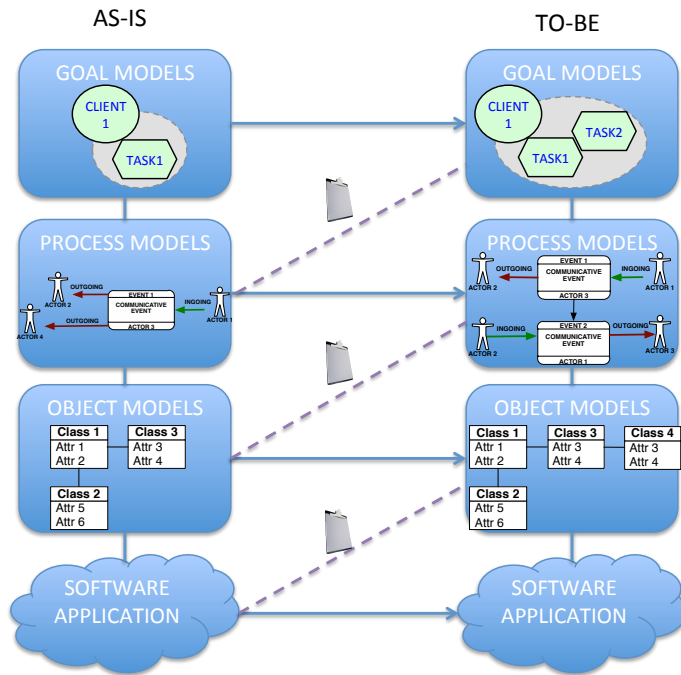 AS-IS
TO-BE
GOAL MODELS
CLIENT
1
TASK1
GOAL MODELS
CLIENT
1
TASK2
TASK1
PROCESS MODELS
ACTOR 2
OUTGOING
EVENT 1
COMMUNICATIVE
EVENT
ACTOR 3
INGOING
ACTOR 1
ACTOR 4
OUTGOING
PROCESS MODELS
ACTOR 2
OUTGOING
EVENT 1
COMMUNICATIVE
EVENT
ACTOR 3
INGOING
ACTOR 1
ACTOR 2
INGOING
EVENT 2
COMMUNICATIVE
EVENT
ACTOR 1
OUTGOING
ACTOR 3
OBJECT MODELS
Class 1
Attr 1
Attr 2
Class 3
Attr 3
Attr 4
Class 2
Attr 5
Attr 6
OBJECT MODELS
Class 1
Attr 1
Attr 2
Class 3
Attr 3
Attr 4
Class 4
Attr 3
Attr 4
Class 2
Attr 5
Attr 6
SOFTWARE
APPLICATION
SOFTWARE
APPLICATION